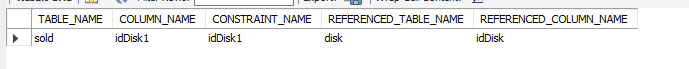 TABLE_NAME COLUMN_NAME CONSTRAINT_NAME REFERENCED_TABLE_NAME REFERENCED_COLUMN_NAME
sold idDisk1 idDisk1 disk idDisk